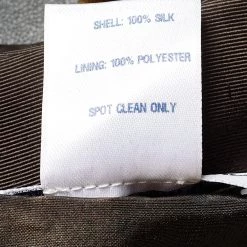 SHELL: 100% SILK
LINING: 100% POLYESTER
SPOT CLEAN ONLY